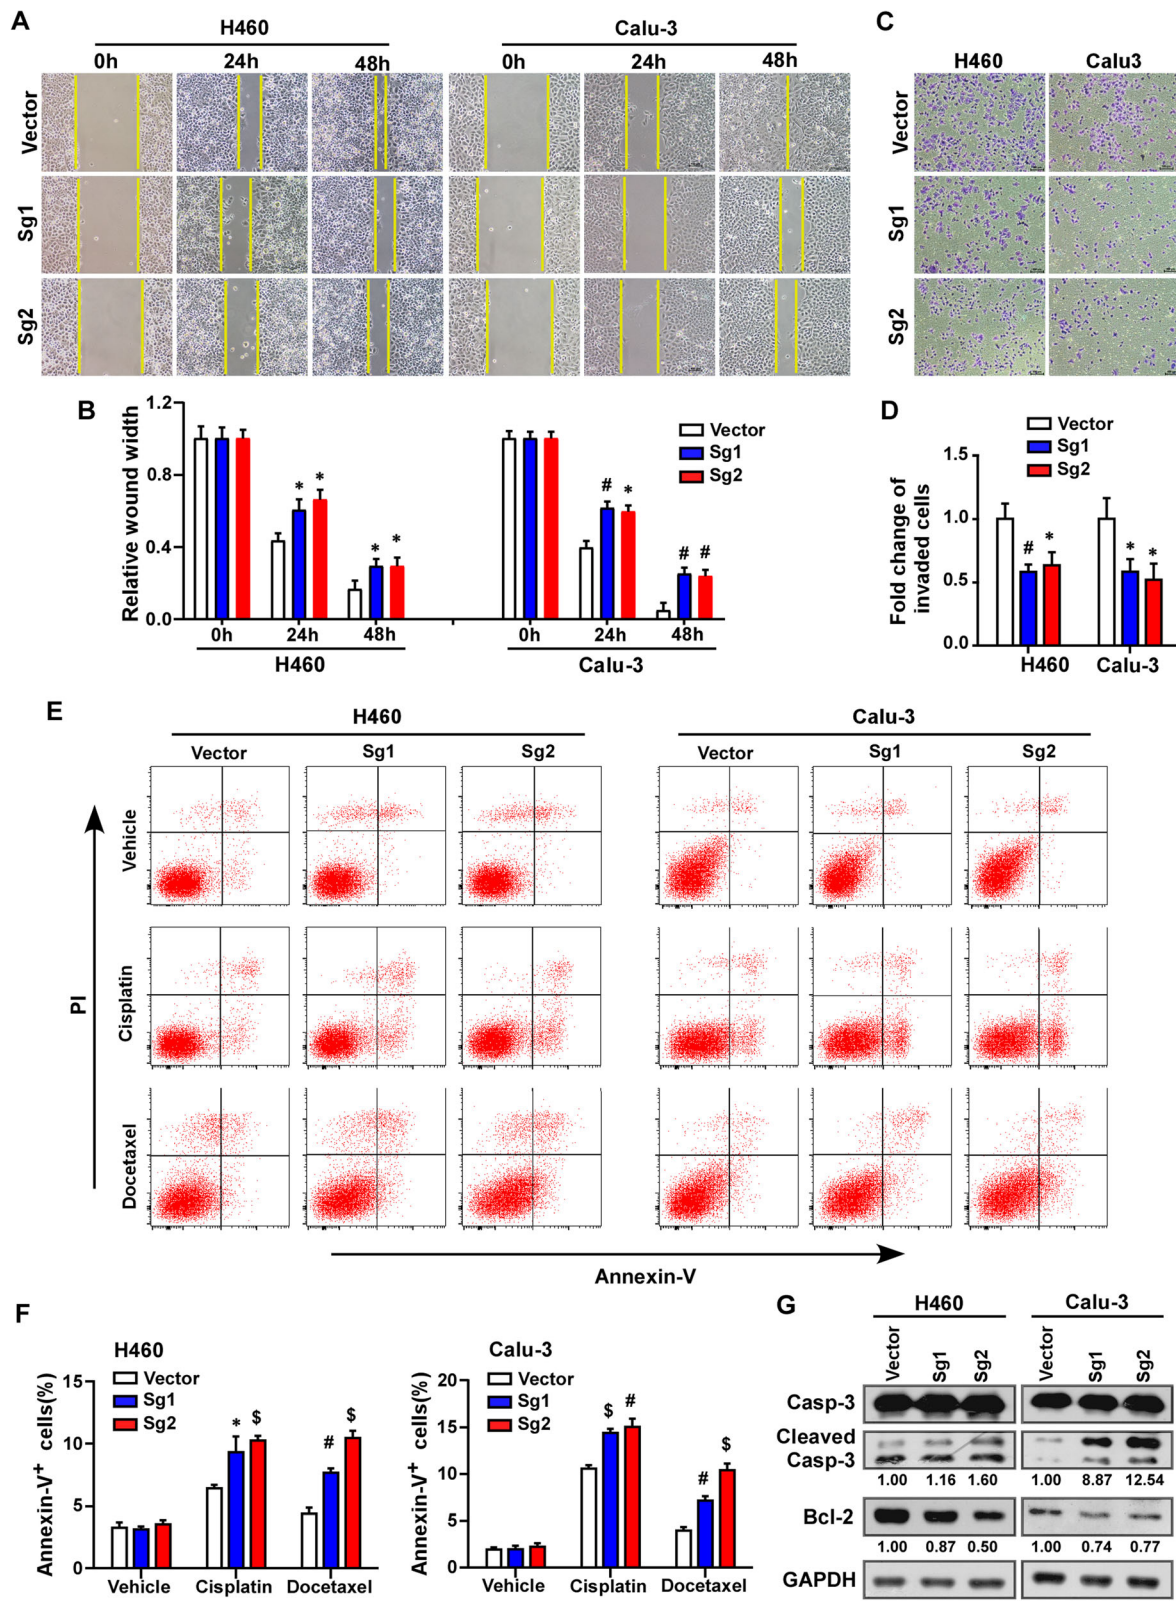 A
H460
Calu-3
0h 24h 48h 0h 24h 48h
Vector
Sg1
Sg2
C
H460 Calu3
Vector
Sg1
Sg2
B
Relative wound width
1.2
0.8
0.4
0.0
Vector
Sg1
Sg2
* * * * # * # #
0h 24h 48h 0h 24h 48h
H460 Calu-3
D
Fold change of
invaded cells
Vector
Sg1
Sg2
1.5
1.0
0.5
0.0
# * * *
H460 Calu-3
E
H460 Calu-3
Vector Sg1 Sg2 Vector Sg1 Sg2
Vehicle
Cisplatin
Docetaxel
PI
Annexin-V
F
H460
Vector
Sg1
Sg2
Annexin-V+ cells(%)
15
10
5
0
* $ # $
Vehicle Cisplatin Docetaxel
Calu-3
Vector
Sg1
Sg2
Annexin-V+ cells(%)
20
15
10
5
0
$ # # $
Vehicle Cisplatin Docetaxel
G
H460 Calu-3
Vector Sg1 Sg2 Vector Sg1 Sg2
Casp-3
Cleaved
Casp-3
1.00 1.16 1.60 1.00 8.87 12.54
Bcl-2
1.00 0.87 0.50 1.00 0.74 0.77
GAPDH